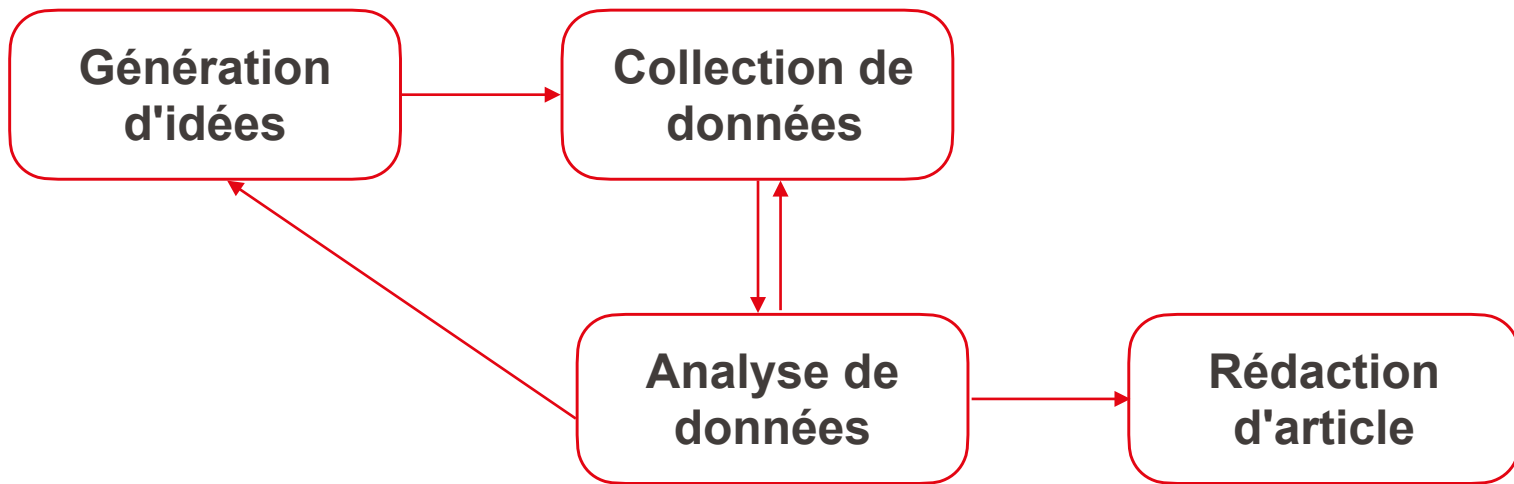 Génération
d'idées
Collection de
données
Analyse de
données
Rédaction
d'article